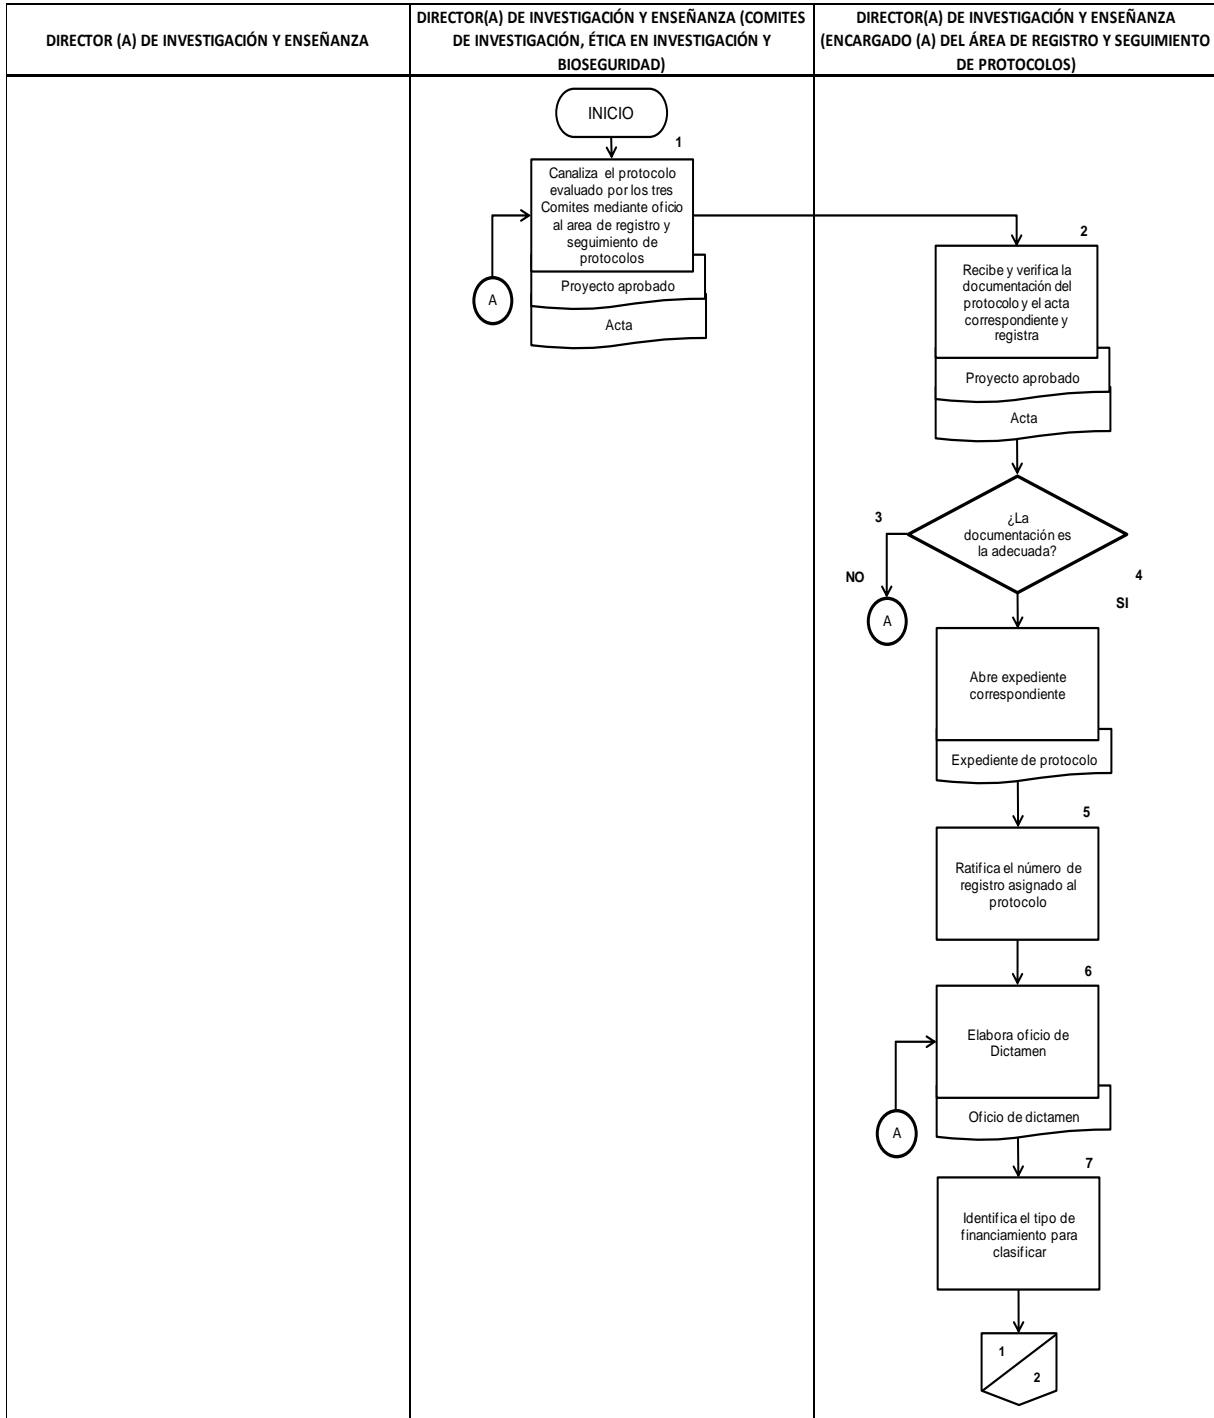 DIRECTOR (A) DE INVESTIGACIÓN Y ENSEÑANZA
DIRECTOR(A) DE INVESTIGACIÓN Y ENSEÑANZA (COMITES
DE INVESTIGACIÓN, ÉTICA EN INVESTIGACIÓN Y
BIOSEGURIDAD)
DIRECTOR(A) DE INVESTIGACIÓN Y ENSEÑANZA
(ENCARGADO (A) DEL ÁREA DE REGISTRO Y SEGUIMIENTO
DE PROTOCOLOS)
INICIO
1
Canaliza el protocolo
evaluado por los tres
Comites mediante oficio
al area de registro y
seguimiento de
protocolos
A
Proyecto aprobado
Acta
2
Recibe y verifica la
documentación del
protocolo y el acta
correspondiente y
registra
Proyecto aprobado
Acta
3
¿La
documentación es
la adecuada?
NO
4
SI
A
Abre expediente
correspondiente
Expediente de protocolo
5
Ratifica el número de
registro asignado al
protocolo
6
Elabora oficio de
Dictamen
A
Oficio de dictamen
7
Identifica el tipo de
financiamiento para
clasificar
1
2